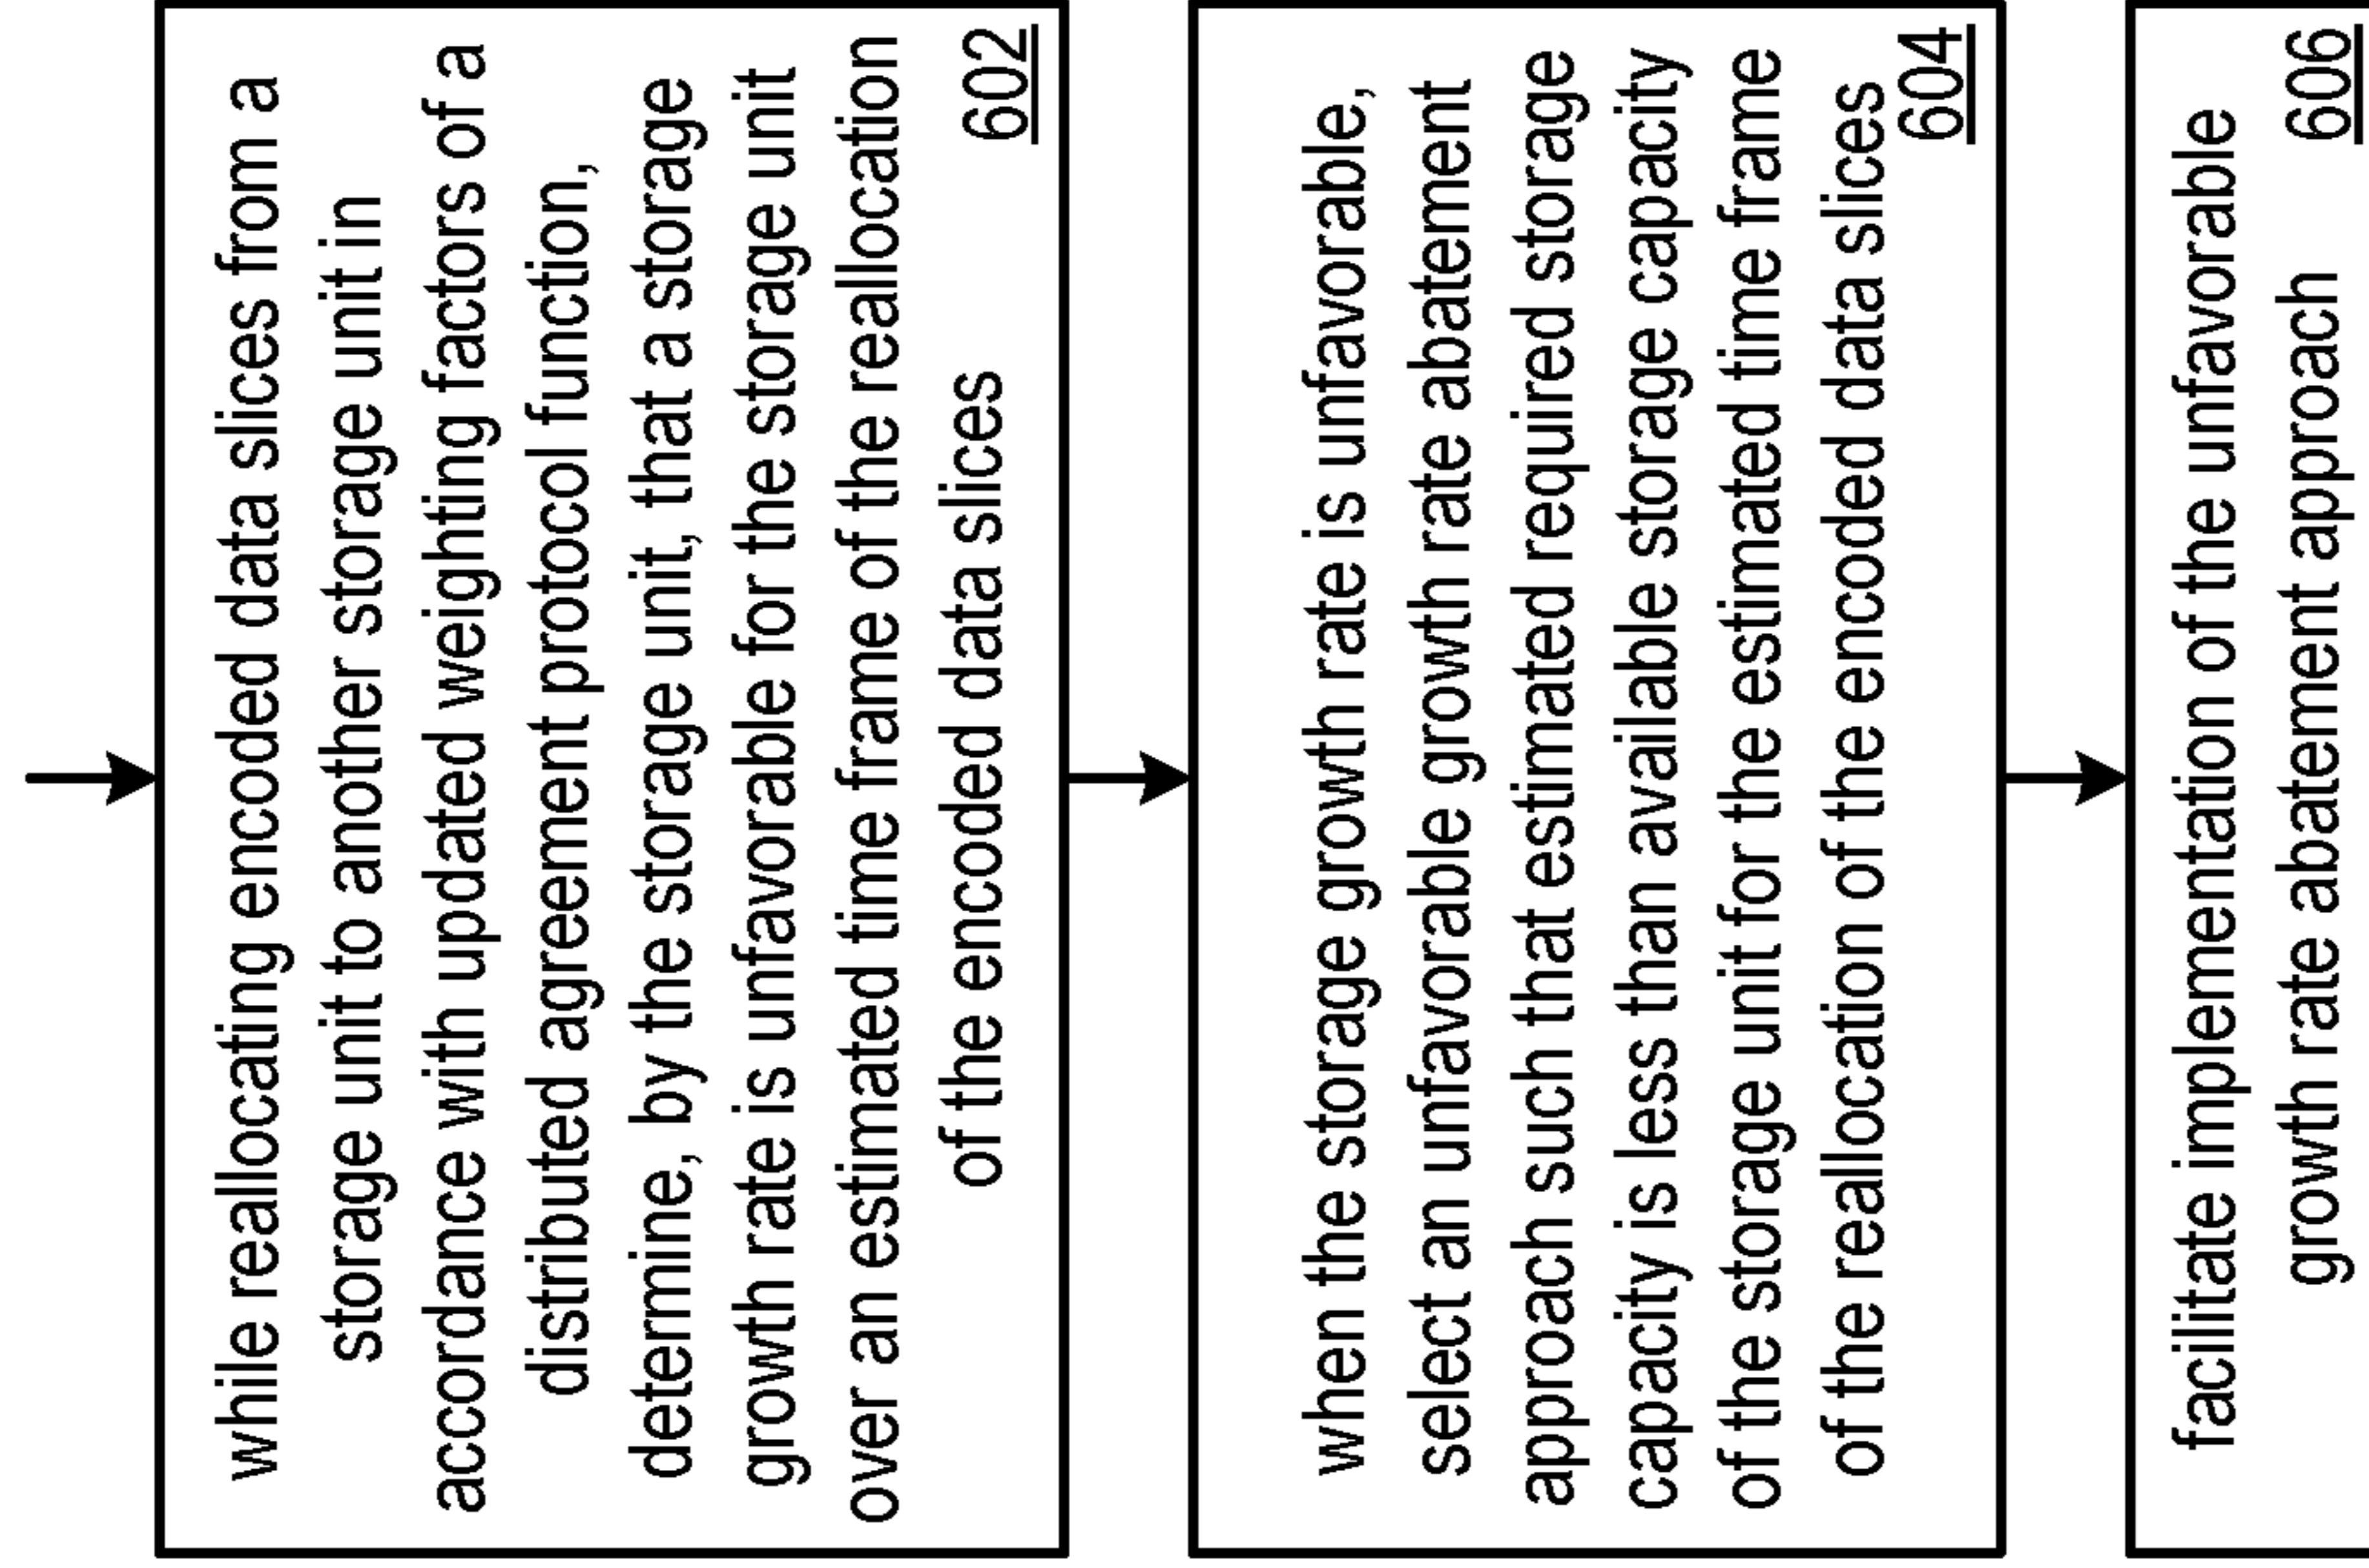 while reallocating encoded data slices from a
storage unit to another storage unit in
accordance with updated weighting factors of a
distributed agreement protocol function,
determine, by the storage unit, that a storage
growth rate is unfavorable for the storage unit
over an estimated time frame of the reallocation
of the encoded data slices
602
when the storage growth rate is unfavorable,
select an unfavorable growth rate abatement
approach such that estimated required storage
capacity is less than available storage capacity
of the storage unit for the estimated time frame
of the reallocation of the encoded data slices
604
facilitate implementation of the unfavorable
growth rate abatement approach
606